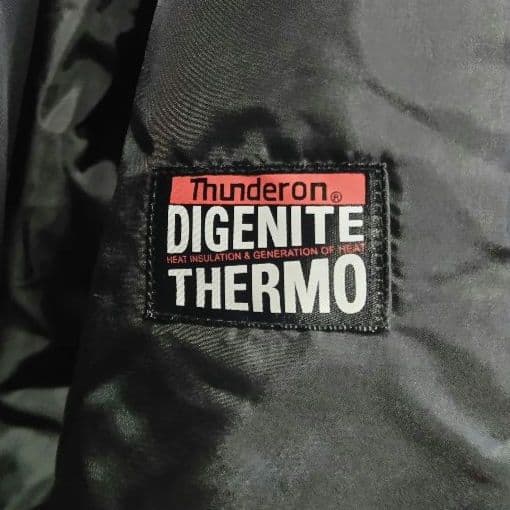 Thunderon®
DIGENITE
HEAT INSULATION & GENERATION OF HEAT
THERMO